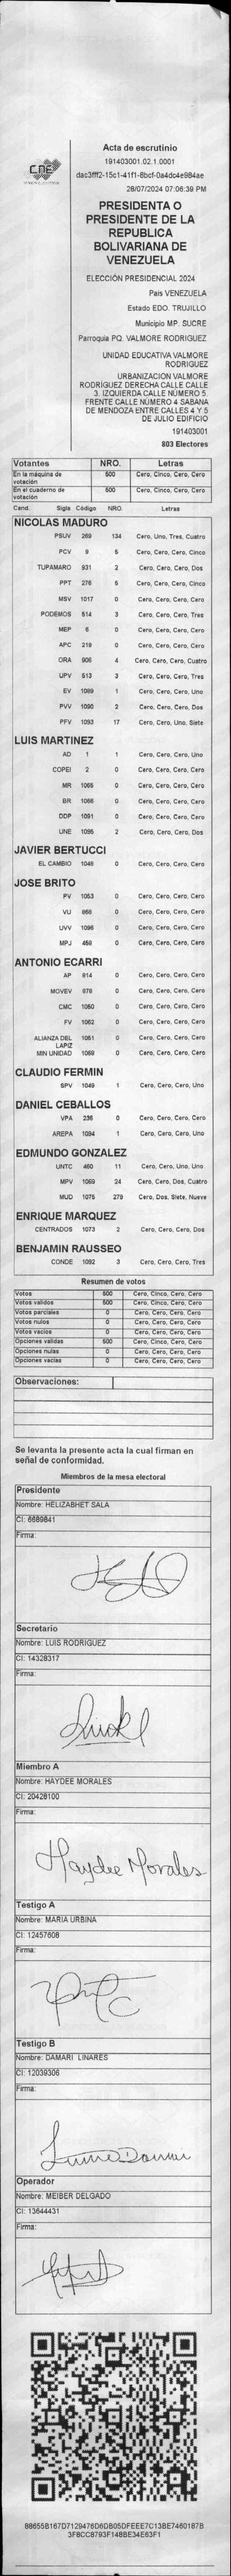 CNE
Acta de escrutinio
191403001.02.1.0001
28/07/2024 07:06:39 PM
PRESIDENTA O
PRESIDENTE DE LA
REPUBLICA
BOLIVARIANA DE
VENEZUELA
ELECCIÓN PRESIDENCIAL 2024
Pais VENEZUELA
Estado EDO. TRUJILLO
Municipio MP. SUCRE
Parroquia PQ. VALMORE RODRIGUEZ
UNIDAD EDUCATIVA VALMORE
RODRIGUEZ
URBANIZACION VALMORE
RODRÍGUEZ DERECHA CALLE CALLE
3. IZQUIERDA CALLE NÚMERO 5.
FRENTE CALLE NÚMERO 4 SABANA
DE MENDOZA ENTRE CALLES 4 Y 5
DE JULIO EDIFICIO
191403001
803 Electores
Votantes NRO. Letras
En la máquina de votación 500 Cero, Cinco, Cero, Cero
En el cuaderno de votación 500 Cero, Cinco, Cero, Cero
Cand. Sigla Código NRO. Letras
NICOLAS MADURO
PSUV 269 134 Cero, Uno, Tres, Cuatro
PCV 9 5 Cero, Cero, Cero, Cinco
TUPAMARO 931 2 Cero, Cero, Cero, Dos
PPT 276 5 Cero, Cero, Cero, Cinco
MSV 1017 0 Cero, Cero, Cero, Cero
PODEMOS 514 3 Cero, Cero, Cero, Tres
MEP 6 0 Cero, Cero, Cero, Cero
APC 219 0 Cero, Cero, Cero, Cero
ORA 906 4 Cero, Cero, Cero, Cuatro
UPV 513 3 Cero, Cero, Cero, Tres
EV 1089 1 Cero, Cero, Cero, Uno
PVV 1090 2 Cero, Cero, Cero, Dos
PFV 1093 17 Cero, Cero, Uno, Siete
LUIS MARTINEZ
AD 1 1 Cero, Cero, Cero, Uno
COPEI 2 0 Cero, Cero, Cero, Cero
MR 1065 0 Cero, Cero, Cero, Cero
BR 1066 0 Cero, Cero, Cero, Cero
DDP 1091 0 Cero, Cero, Cero, Cero
UNE 1095 2 Cero, Cero, Cero, Dos
JAVIER BERTUCCI
EL CAMBIO 1048 0 Cero, Cero, Cero, Cero
JOSE BRITO
PV 1053 0 Cero, Cero, Cero, Cero
VU 868 0 Cero, Cero, Cero, Cero
UVV 1096 0 Cero, Cero, Cero, Cero
MPJ 458 0 Cero, Cero, Cero, Cero
ANTONIO ECARRI
AP 914 0 Cero, Cero, Cero, Cero
MOVEV 978 0 Cero, Cero, Cero, Cero
CMC 1050 0 Cero, Cero, Cero, Cero
FV 1062 0 Cero, Cero, Cero, Cero
ALIANZA DEL LAPIZ 1051 0 Cero, Cero, Cero, Cero
MIN UNIDAD 1069 0 Cero, Cero, Cero, Cero
CLAUDIO FERMIN
SPV 1049 1 Cero, Cero, Cero, Uno
DANIEL CEBALLOS
VPA 236 0 Cero, Cero, Cero, Cero
AREPA 1094 1 Cero, Cero, Cero, Uno
EDMUNDO GONZALEZ
UNTC 460 11 Cero, Cero, Uno, Uno
MPV 1059 24 Cero, Cero, Dos, Cuatro
MUD 1075 279 Cero, Dos, Siete, Nueve
ENRIQUE MARQUEZ
CENTRADOS 1073 2 Cero, Cero, Cero, Dos
BENJAMIN RAUSSEO
CONDE 1092 3 Cero, Cero, Cero, Tres
Resumen de votos
Votos 500 Cero, Cinco, Cero, Cero
Votos validos 500 Cero, Cinco, Cero, Cero
Votos parciales 0 Cero, Cero, Cero, Cero
Votos nulos 0 Cero, Cero, Cero, Cero
Votos vacios 0 Cero, Cero, Cero, Cero
Opciones validas 500 Cero, Cinco, Cero, Cero
Opciones nulas 0 Cero, Cero, Cero, Cero
Opciones vacias 0 Cero, Cero, Cero, Cero
Observaciones:
Se levanta la presente acta la cual firman en
señal de conformidad.
Miembros de la mesa electoral
Presidente
Nombre: HELIZABHET SALA
CI: 6689841
Firma:
Secretario
Nombre: LUIS RODRIGUEZ
CI: 14328317
Firma:
Miembro A
Nombre: HAYDEE MORALES
CI: 20428100
Firma:
Haydee Morales
Testigo A
Nombre: MARIA URBINA
CI: 12457608
Firma:
Testigo B
Nombre: DAMARI LINARES
CI: 12039306
Firma:
Operador
Nombre: MEIBER DELGADO
CI: 13644431
Firma: